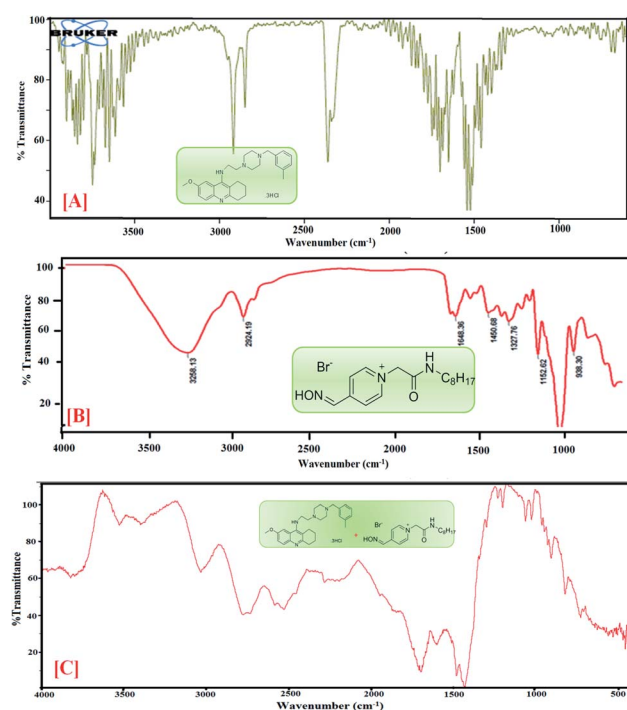 BRUKER
% Transmittance
100
80
60
40
HN
N
N
O
N
3HCl
[A]
3500
3000
2500
2000
1500
1000
Wavenumber (cm-1)
% Transmittance
100
80
60
40
20
3258.13
2924.19
1648.36
1450.68
1327.76
1152.62
938.30
Br-
N+
H
N
C8H17
O
HON
[B]
4000
3000
2000
1500
1000
Wavenumber (cm-1)
%Transmittance
100
80
60
40
20
HN
N
N
O
N
3HCl
+
Br-
N+
H
N
C8H17
O
HON
[C]
4000
3500
3000
2500
2000
1500
1000
500
Wavenumber (cm-1)